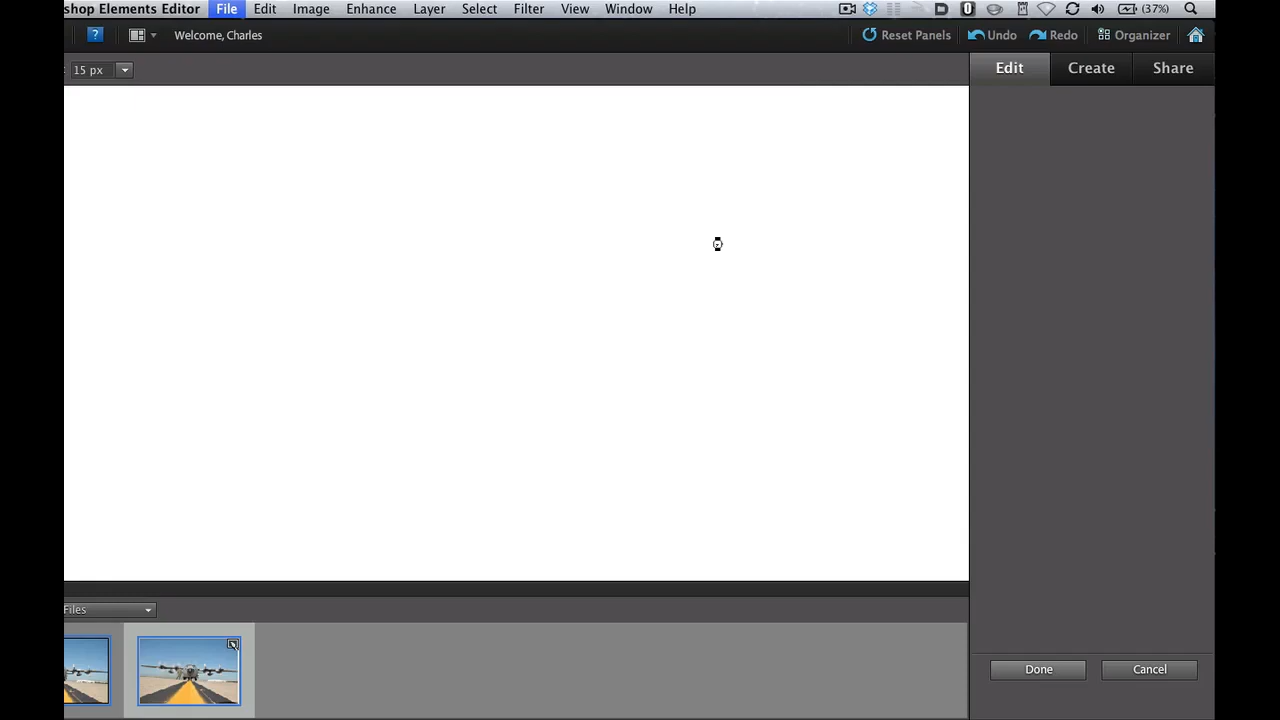 shop Elements Editor File Edit Image Enhance Layer Select Filter View Window Help (37%)
? Welcome, Charles Reset Panels Undo Redo Organizer
: 15 px Edit Create Share
Files
Done Cancel